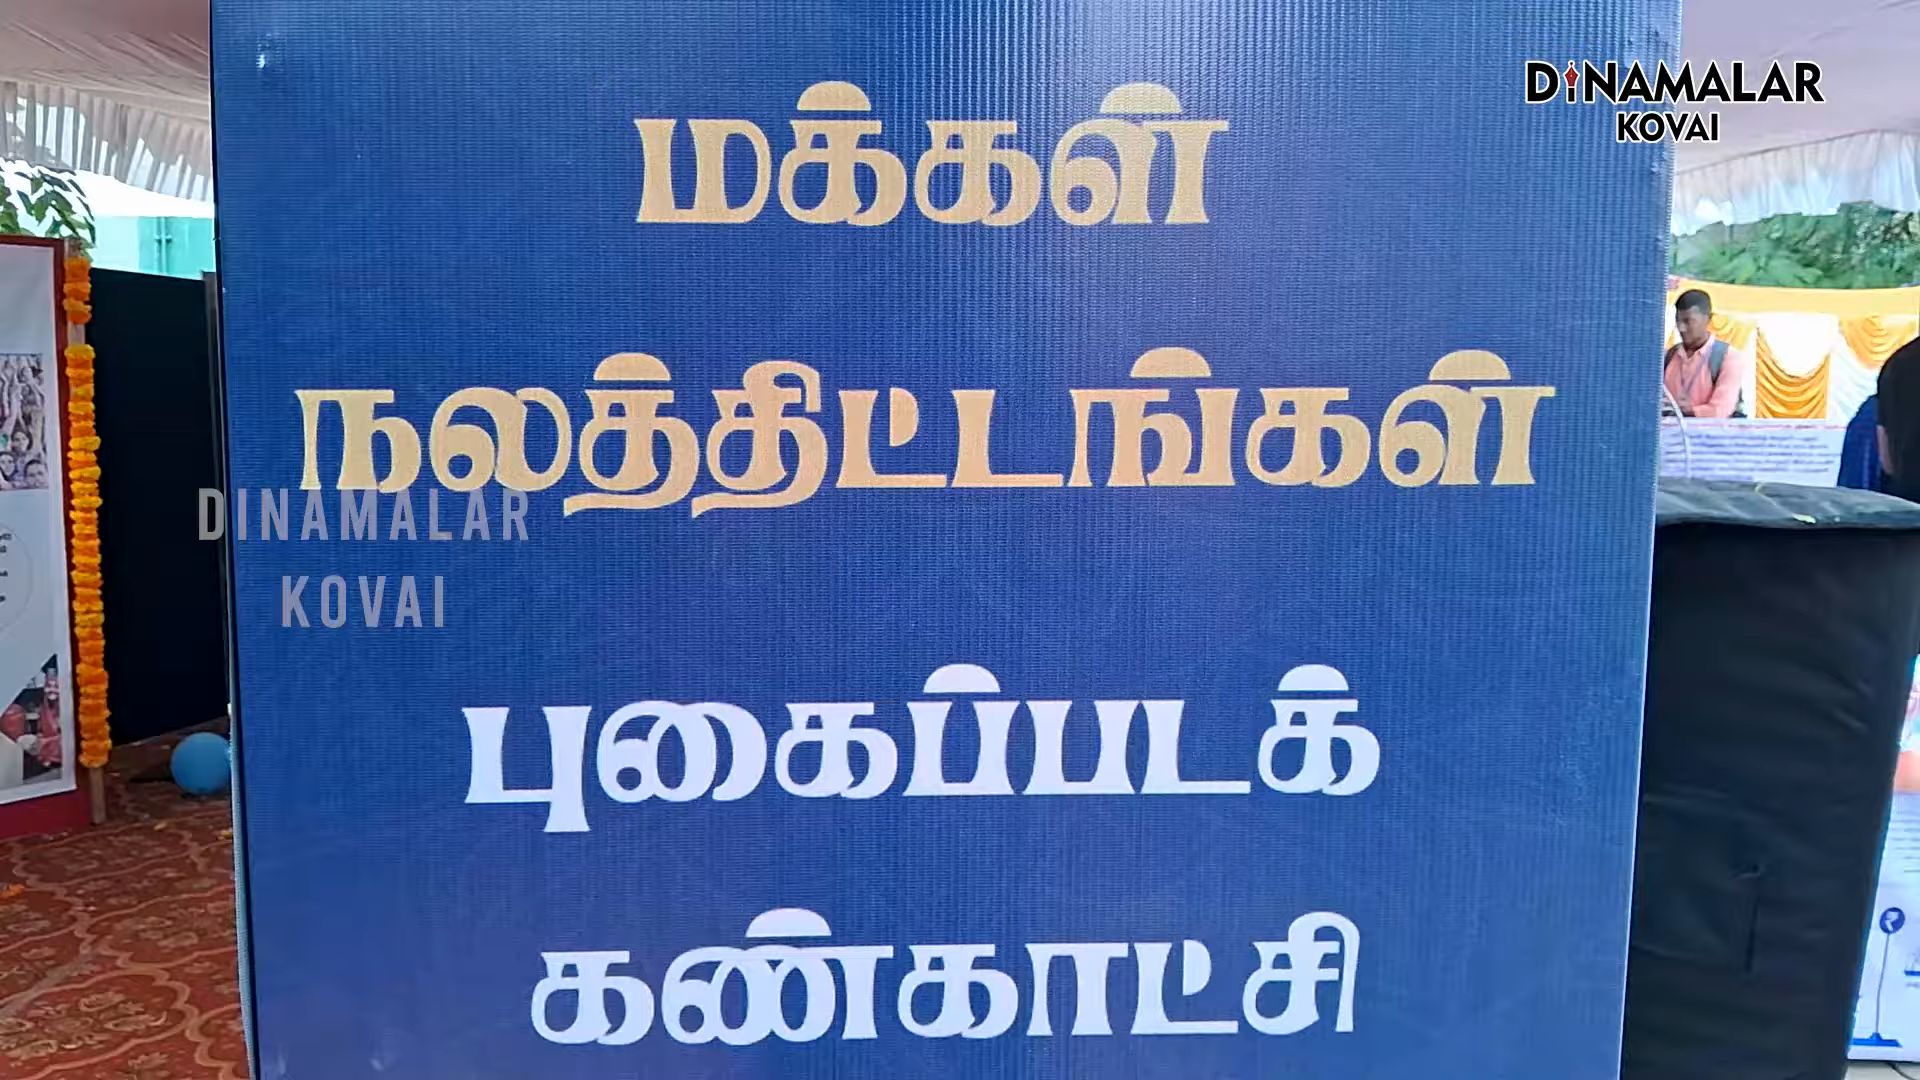 DINAMALAR
KOVAI
மக்கள்
நலத்திட்டங்கள்
DINAMALAR
KOVAI
புகைப்படக்
கண்காட்சி